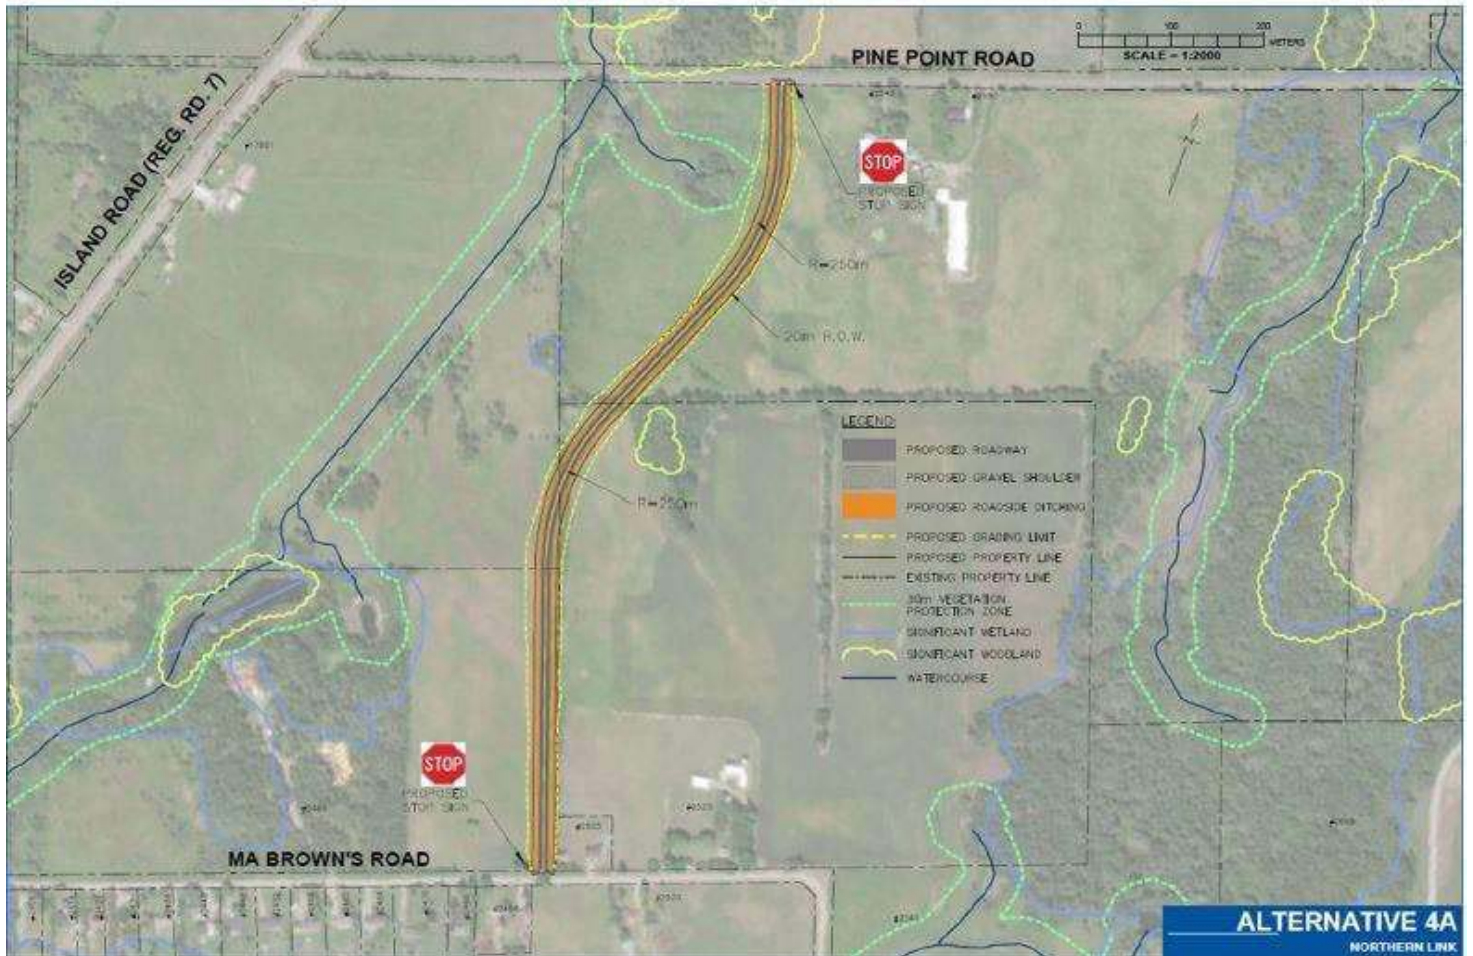 0 100 200
METERS
SCALE = 1:2000
PINE POINT ROAD
ISLAND ROAD (REG. RD. 7)
STOP
PROPOSED
STOP SIGN
R=250m
20m R.O.W.
R=250m
LEGEND:
PROPOSED ROADWAY
PROPOSED GRAVEL SHOULDER
PROPOSED ROADSIDE DITCHING
PROPOSED GRADING LIMIT
PROPOSED PROPERTY LINE
EXISTING PROPERTY LINE
30m VEGETATION
PROTECTION ZONE
SIGNIFICANT WETLAND
SIGNIFICANT WOODLAND
WATERCOURSE
STOP
PROPOSED
STOP SIGN
MA BROWN'S ROAD
ALTERNATIVE 4A
NORTHERN LINK